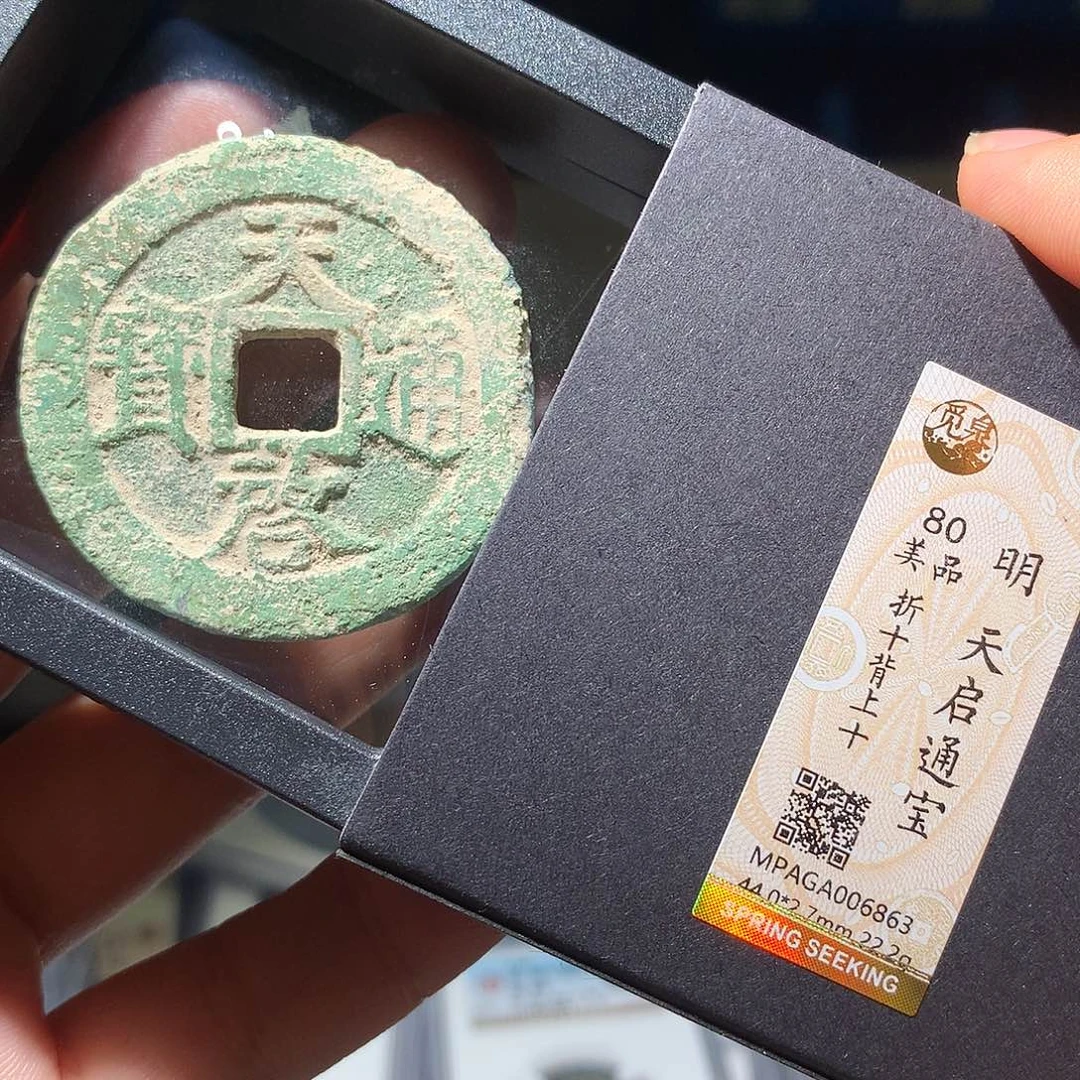 天啓通寶
覓泉
80
美品
明 天启通宝
折十背上十
MPAGA006863
44.0*2.7mm 22.2g
SPRING SEEKING